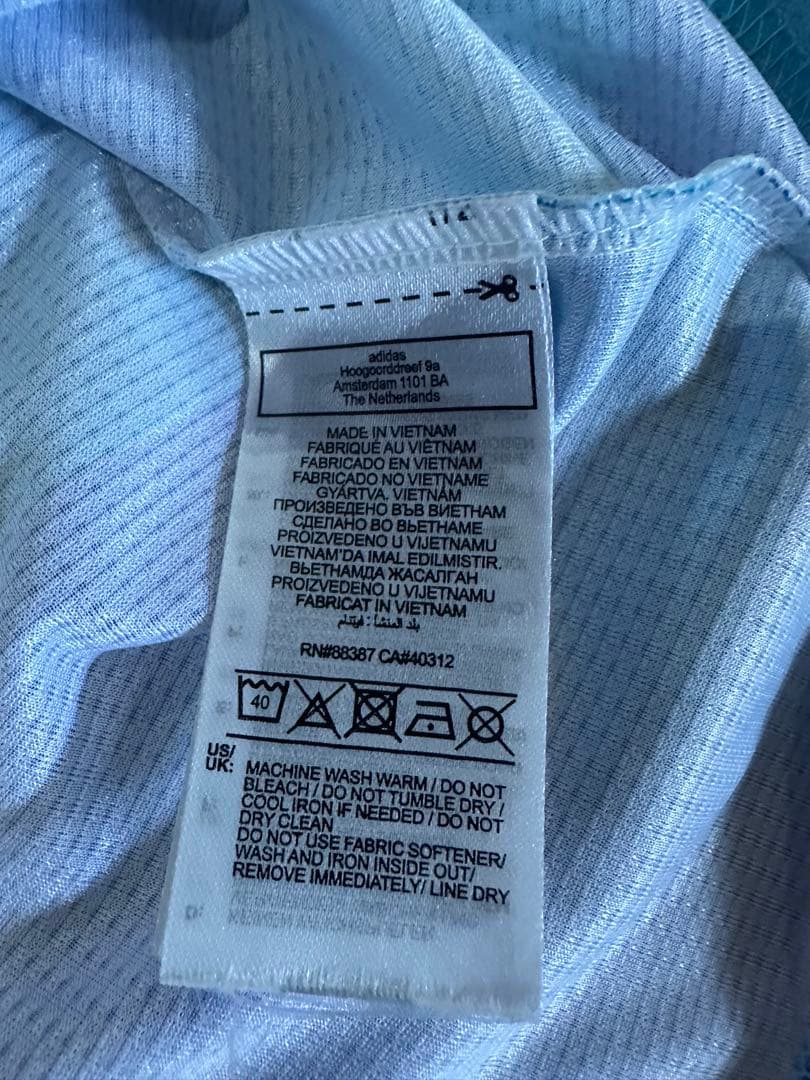 adidas
Hoogoorddreef 9a
Amsterdam 1101 BA
The Netherlands
MADE IN VIETNAM
FABRIQUÉ AU VIÊTNAM
FABRICADO EN VIETNAM
FABRICADO NO VIETNAME
GYÁRTVA. VIETNÁM
ПРОИЗВЕДЕНО ВЪВ ВИЕТНАМ
СДЕЛАНО ВО ВЬЕТНАМЕ
PROIZVEDENO U VIJETNAMU
VIETNAM'DA IMAL EDILMISTIR.
ВЬЕТНАМДА ЖАСАЛГАН
PROIZVEDENO U VIJETNAMU
FABRICAT IN VIETNAM
بلد المنشأ : فيتنام
RN#88387 CA#40312
40
US/
UK:
MACHINE WASH WARM / DO NOT
BLEACH / DO NOT TUMBLE DRY /
COOL IRON IF NEEDED / DO NOT
DRY CLEAN
DO NOT USE FABRIC SOFTENER/
WASH AND IRON INSIDE OUT/
REMOVE IMMEDIATELY/ LINE DRY